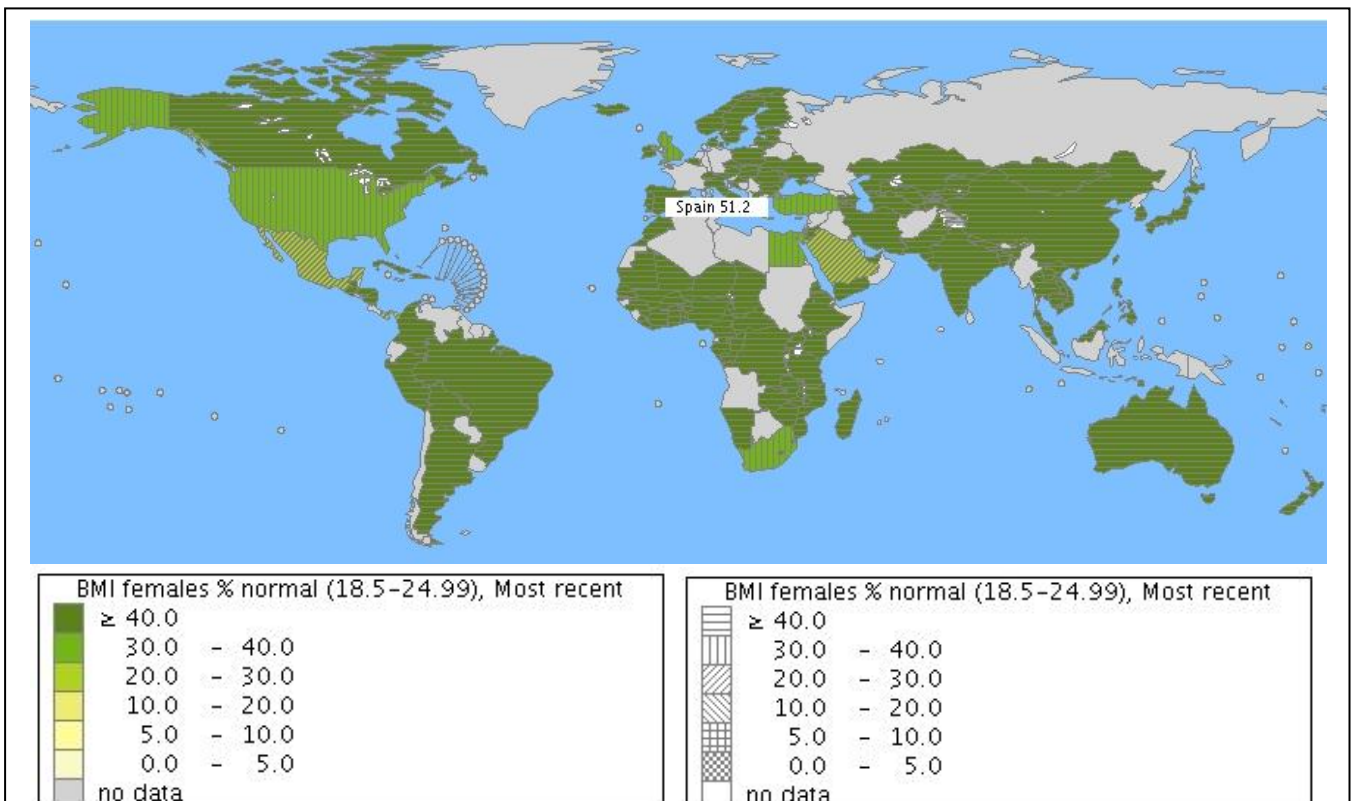 Spain 51.2
BMI females % normal (18.5-24.99), Most recent
≥ 40.0
30.0 - 40.0
20.0 - 30.0
10.0 - 20.0
5.0 - 10.0
0.0 - 5.0
no data
BMI females % normal (18.5-24.99), Most recent
≥ 40.0
30.0 - 40.0
20.0 - 30.0
10.0 - 20.0
5.0 - 10.0
0.0 - 5.0
no data